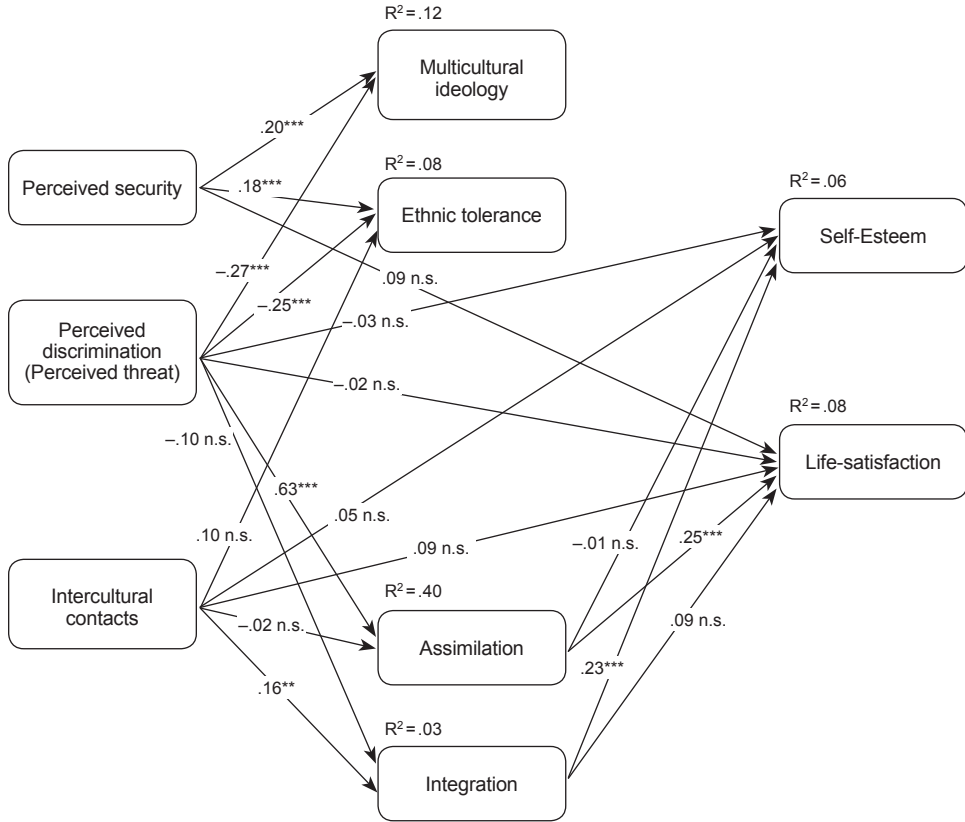 R² = .12
Multicultural
ideology
.20***
Perceived security
R² = .08
.18***
Ethnic tolerance
R² = .06
Self-Esteem
–.27***
.09 n.s.
–.25***
Perceived
discrimination
(Perceived threat)
–.03 n.s.
–.02 n.s.
R² = .08
Life-satisfaction
–.10 n.s.
.63***
.05 n.s.
.10 n.s.
–.01 n.s.
.25***
.09 n.s.
Intercultural
contacts
R² = .40
–.02 n.s.
Assimilation
.09 n.s.
.23***
.16**
R² = .03
Integration